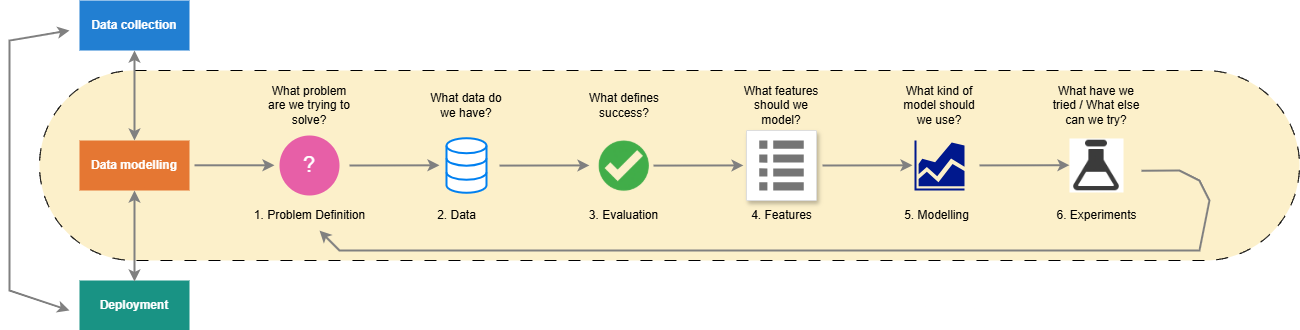 Data collection
What problem
are we trying to
solve?
What data do
we have?
What defines
success?
What features
should we
model?
What kind of
model should
we use?
What have we
tried / What else
can we try?
Data modelling
?
1. Problem Definition
2. Data
3. Evaluation
4. Features
5. Modelling
6. Experiments
Deployment